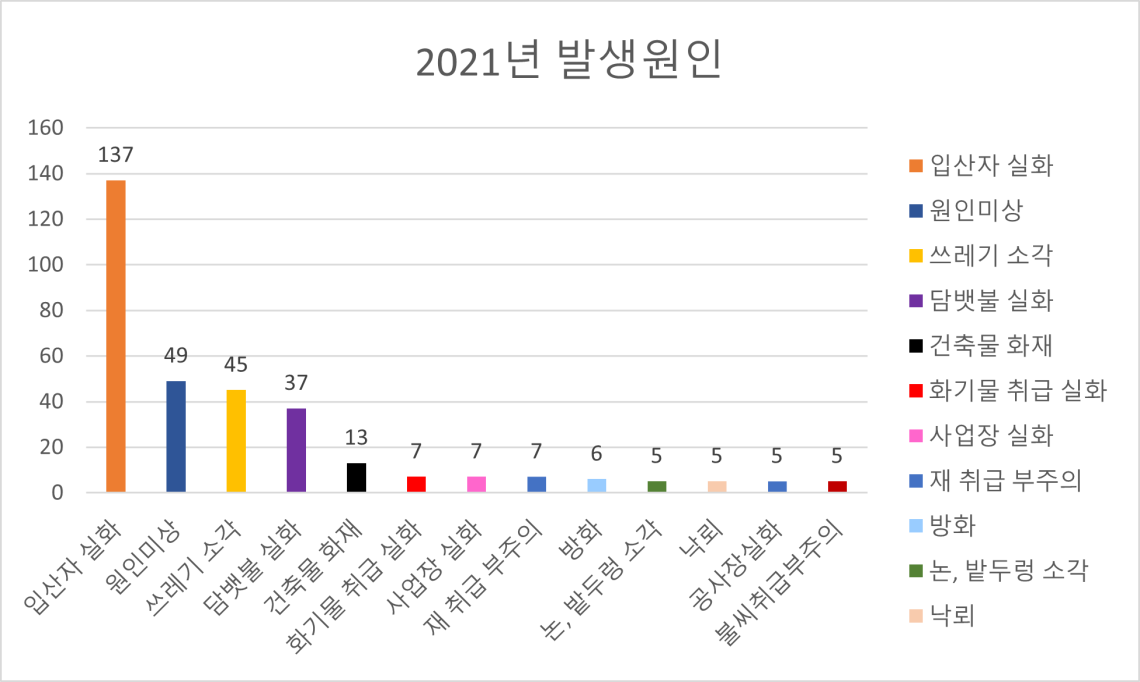 2021년 발생원인
160
140
120
100
80
60
40
20
0
137
49
45
37
13
7
7
7
6
5
5
5
5
입산자 실화
원인미상
쓰레기 소각
담뱃불 실화
건축물 화재
화기물 취급 실화
사업장 실화
재 취급 부주의
방화
논, 밭두렁 소각
낙뢰
공사장실화
불씨취급부주의
입산자 실화
원인미상
쓰레기 소각
담뱃불 실화
건축물 화재
화기물 취급 실화
사업장 실화
재 취급 부주의
방화
논, 밭두렁 소각
낙뢰